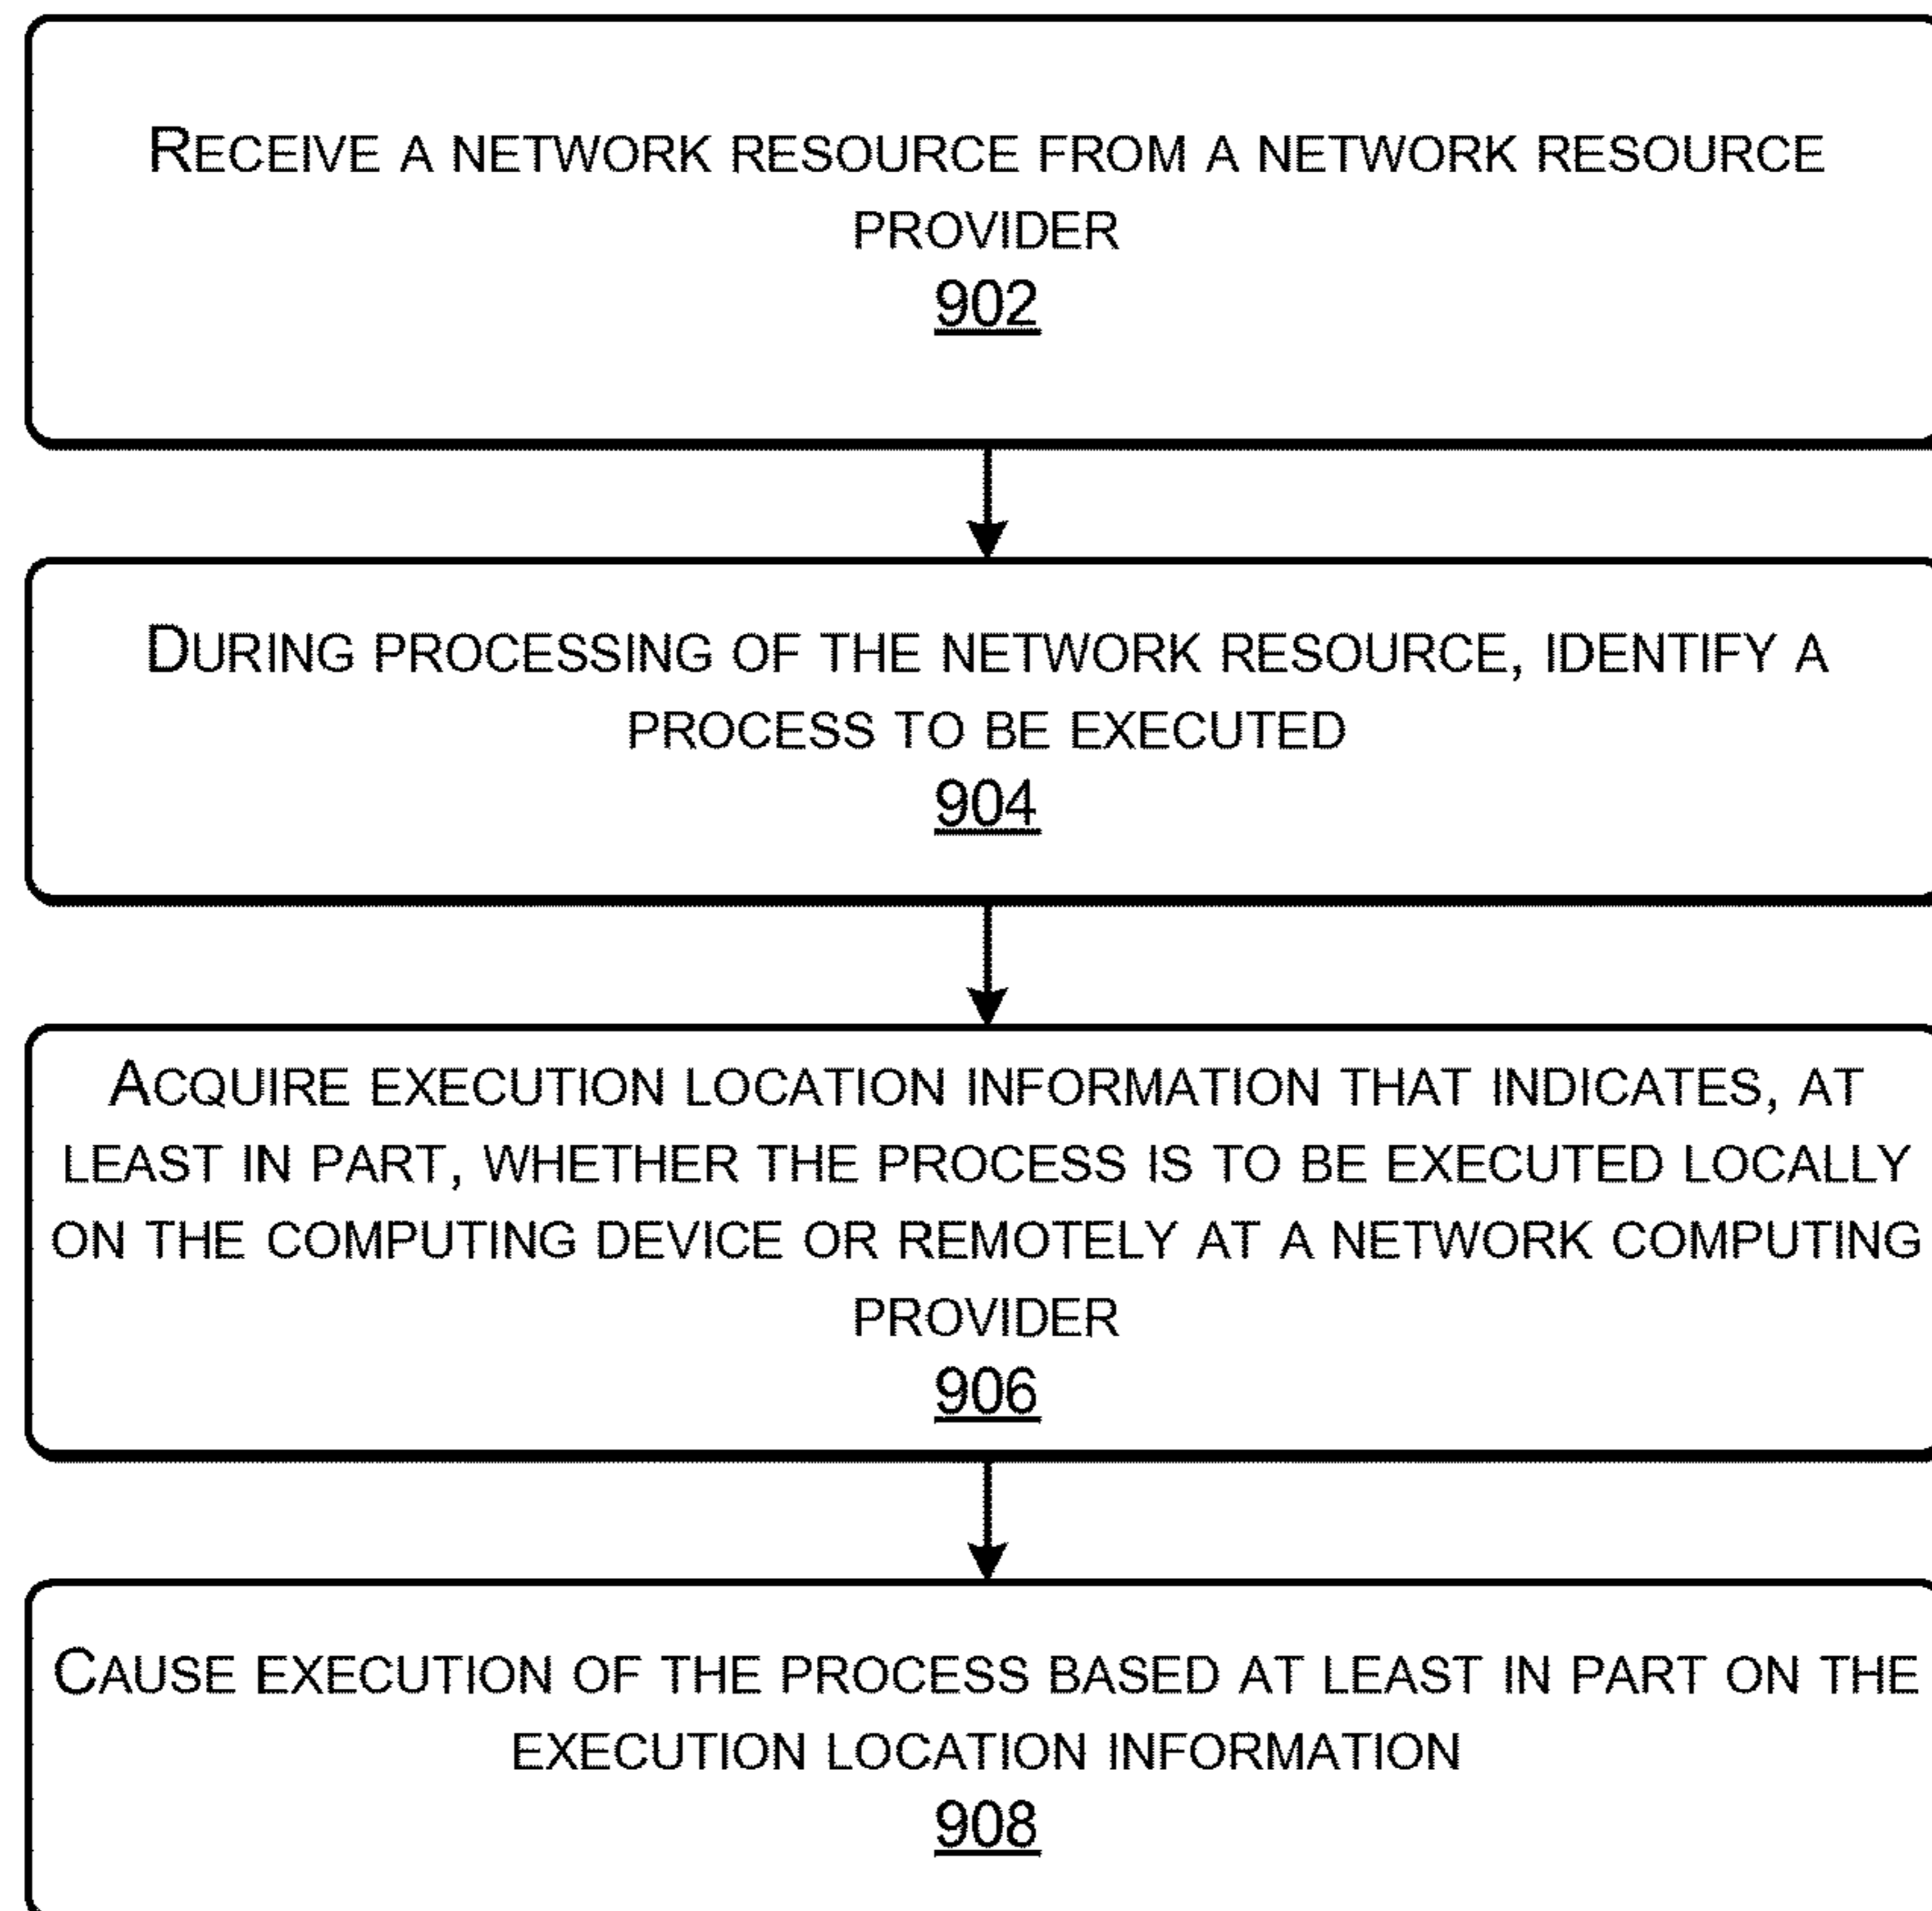 RECEIVE A NETWORK RESOURCE FROM A NETWORK RESOURCE
PROVIDER
902
DURING PROCESSING OF THE NETWORK RESOURCE, IDENTIFY A
PROCESS TO BE EXECUTED
904
ACQUIRE EXECUTION LOCATION INFORMATION THAT INDICATES, AT
LEAST IN PART, WHETHER THE PROCESS IS TO BE EXECUTED LOCALLY
ON THE COMPUTING DEVICE OR REMOTELY AT A NETWORK COMPUTING
PROVIDER
906
CAUSE EXECUTION OF THE PROCESS BASED AT LEAST IN PART ON THE
EXECUTION LOCATION INFORMATION
908